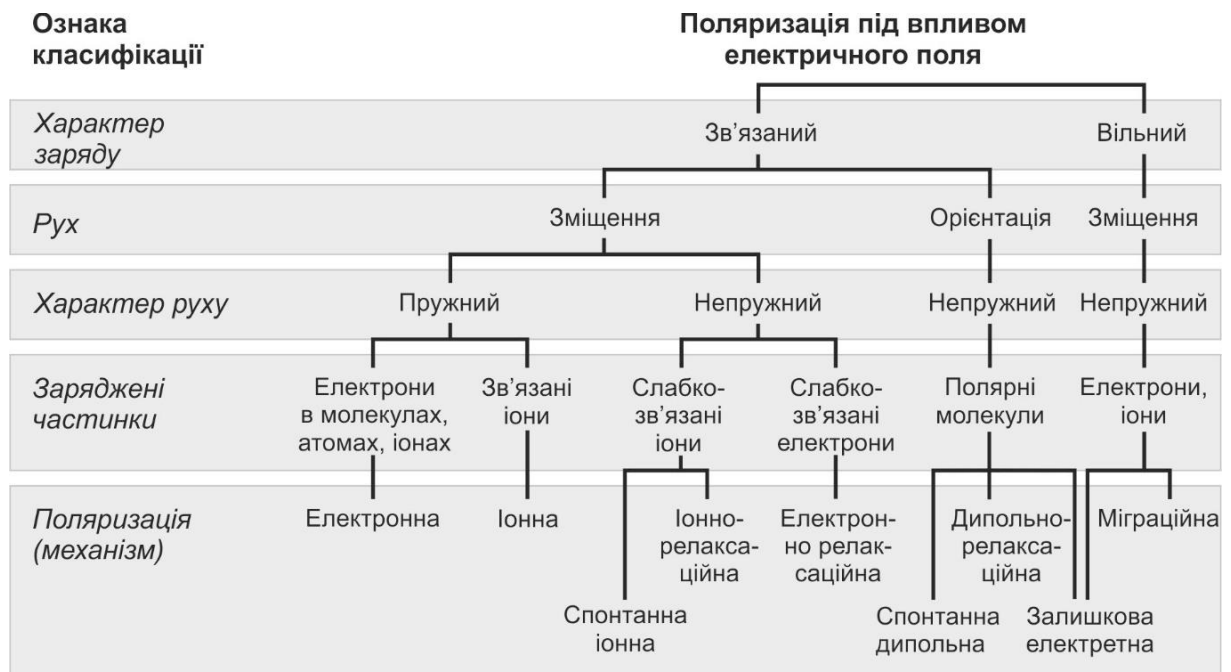 Ознака
класифікації
Поляризація під впливом
електричного поля
Характер
заряду
Зв’язаний
Вільний
Рух
Зміщення
Орієнтація
Зміщення
Характер руху
Пружний
Непружний
Непружний
Непружний
Заряджені
частинки
Електрони
в молекулах,
атомах, іонах
Зв’язані
іони
Слабко-
зв’язані
іони
Слабко-
зв’язані
електрони
Полярні
молекули
Електрони,
іони
Поляризація
(механізм)
Електронна
Іонна
Іонно-
релакса-
ційна
Електрон-
но релак-
саційна
Дипольно-
релакса-
ційна
Міграційна
Спонтанна
іонна
Спонтанна
дипольна
Залишкова
електретна